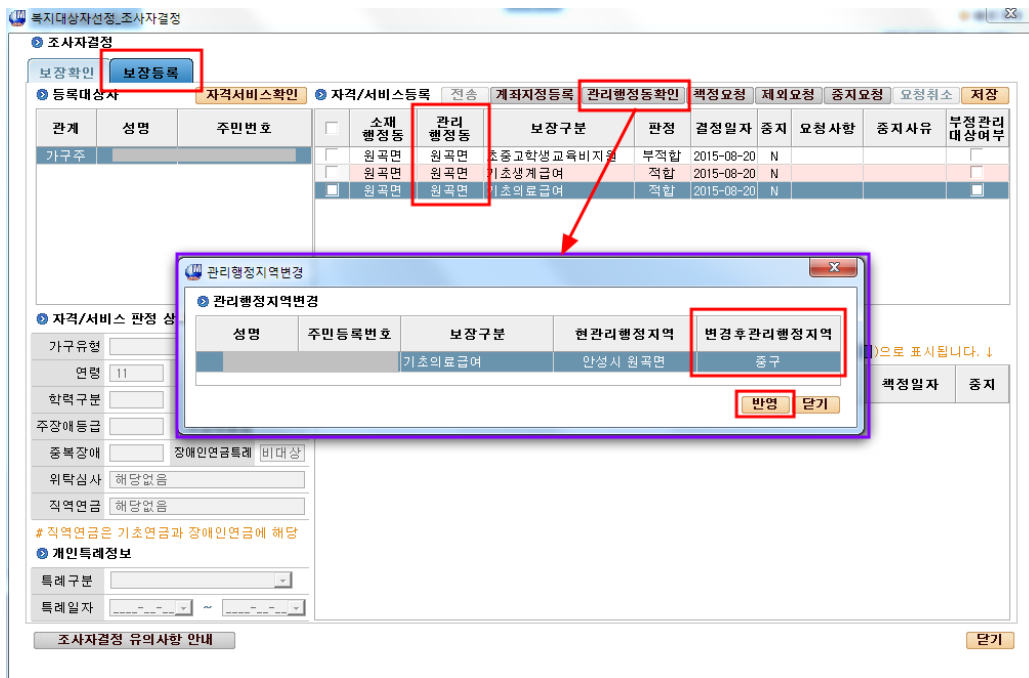 복지대상자선정_조사자결정
조사자결정
보장확인 보장등록
등록대상자 자격서비스확인 자격/서비스등록 전송 계좌지정등록 관리행정동확인 책정요청 제외요청 중지요청 요청취소 저장
관계 성명 주민번호 소재 행정동 관리 행정동 보장구분 판정 결정일자 중지 요청사항 중지사유 부정관리 대상여부
가구주 원곡면 원곡면 초중고학생교육비지원 부적합 2015-08-20 N
원곡면 원곡면 기초생계급여 적합 2015-08-20 N
원곡면 원곡면 기초의료급여 적합 2015-08-20 N
관리행정지역변경
관리행정지역변경
성명 주민등록번호 보장구분 현관리행정지역 변경후관리행정지역
기초의료급여 안성시 원곡면 중구
반영 닫기
자격/서비스 판정 상
가구유형
)으로 표시됩니다. ↓
연령 11
책정일자 중지
학력구분
주장애등급
중복장애 장애인연금특례 비대상
위탁심사 해당없음
직역연금 해당없음
# 직역연금은 기초연금과 장애인연금에 해당
개인특례정보
특례구분
특례일자 ____-__-__ ~ ____-__-__
조사자결정 유의사항 안내 닫기